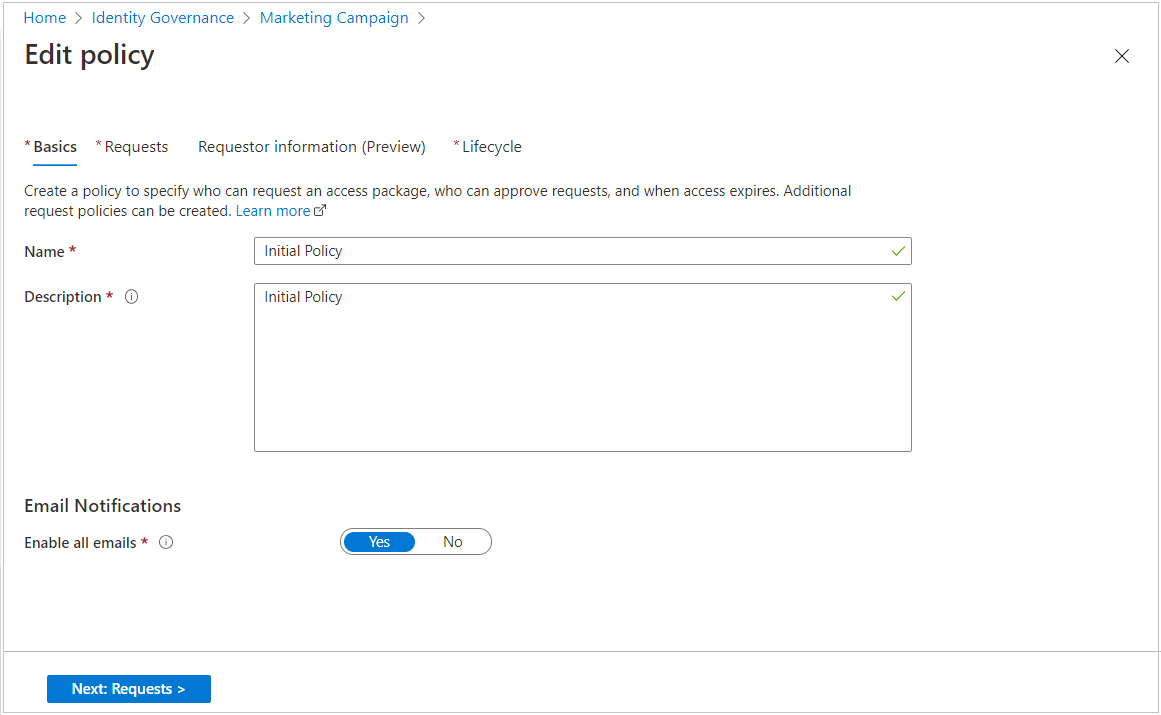 Home > Identity Governance > Marketing Campaign >
Edit policy
* Basics * Requests Requestor information (Preview) * Lifecycle
Create a policy to specify who can request an access package, who can approve requests, and when access expires. Additional
request policies can be created. Learn more
Name * Initial Policy
Description * Initial Policy
Email Notifications
Enable all emails * Yes No
Next: Requests >